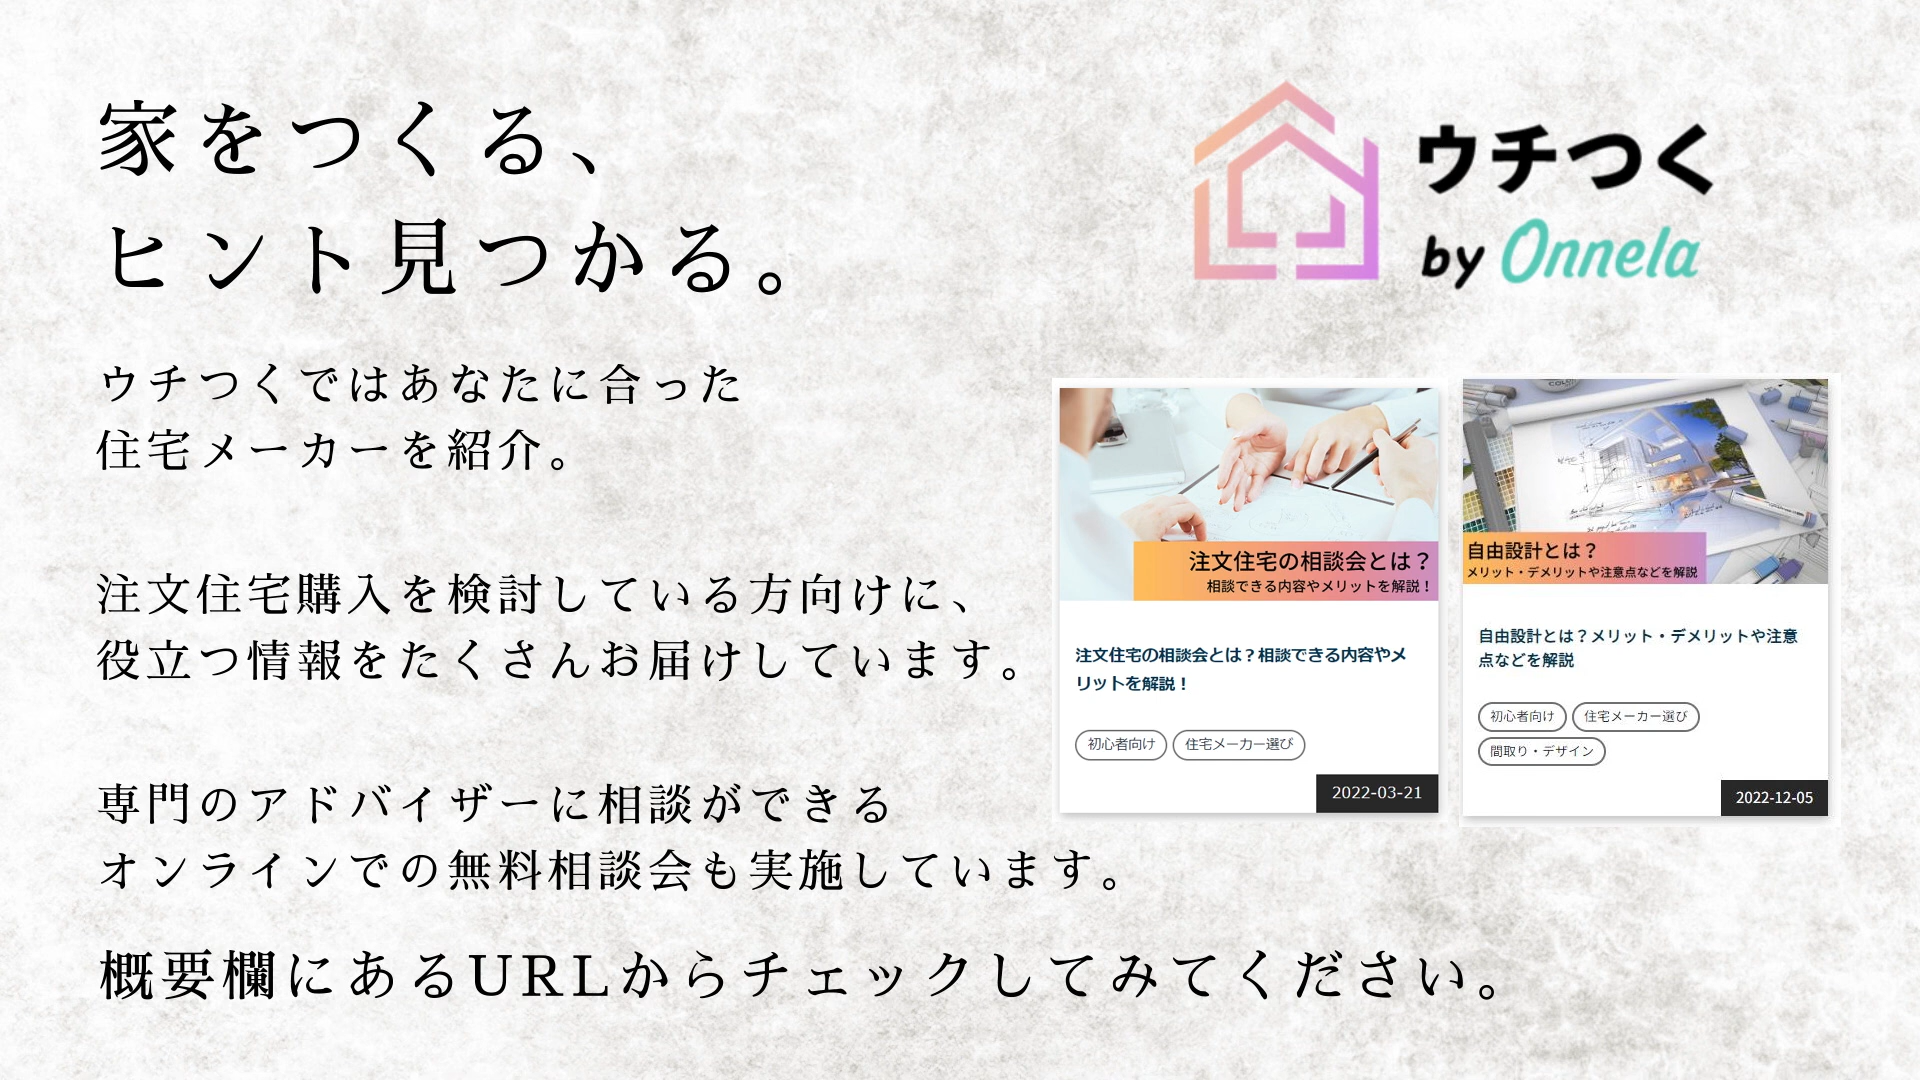 家をつくる、
ヒント見つかる。
ウチつく
by Onnela
ウチつくではあなたに合った
住宅メーカーを紹介。
注文住宅購入を検討している方向けに、
役立つ情報をたくさんお届けしています。
専門のアドバイザーに相談ができる
オンラインでの無料相談会も実施しています。
注文住宅の相談会とは？
相談できる内容やメリットを解説！
注文住宅の相談会とは？相談できる内容やメ
リットを解説！
初心者向け 住宅メーカー選び
2022-03-21
自由設計とは？
メリット・デメリットや注意点などを解説
自由設計とは？メリット・デメリットや注意
点などを解説
初心者向け 住宅メーカー選び
間取り・デザイン
2022-12-05
概要欄にあるURLからチェックしてみてください。